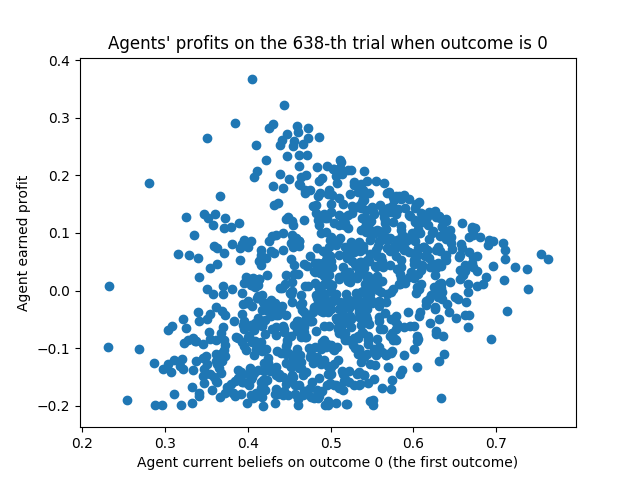 Agents' profits on the 638-th trial when outcome is 0
0.4
0.3
0.2
0.1
0.0
−0.1
−0.2
Agent earned profit
0.2 0.3 0.4 0.5 0.6 0.7
Agent current beliefs on outcome 0 (the first outcome)